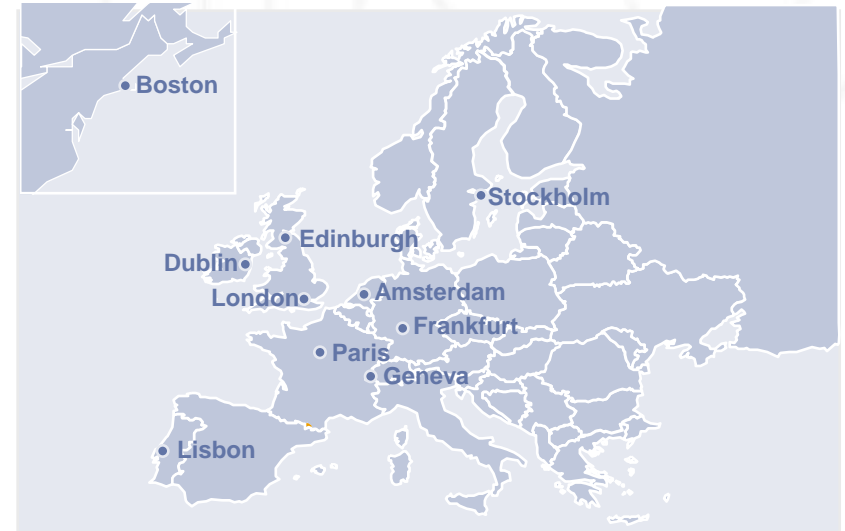 Boston
Stockholm
Edinburgh
Dublin
London
Amsterdam
Frankfurt
Paris
Geneva
Lisbon